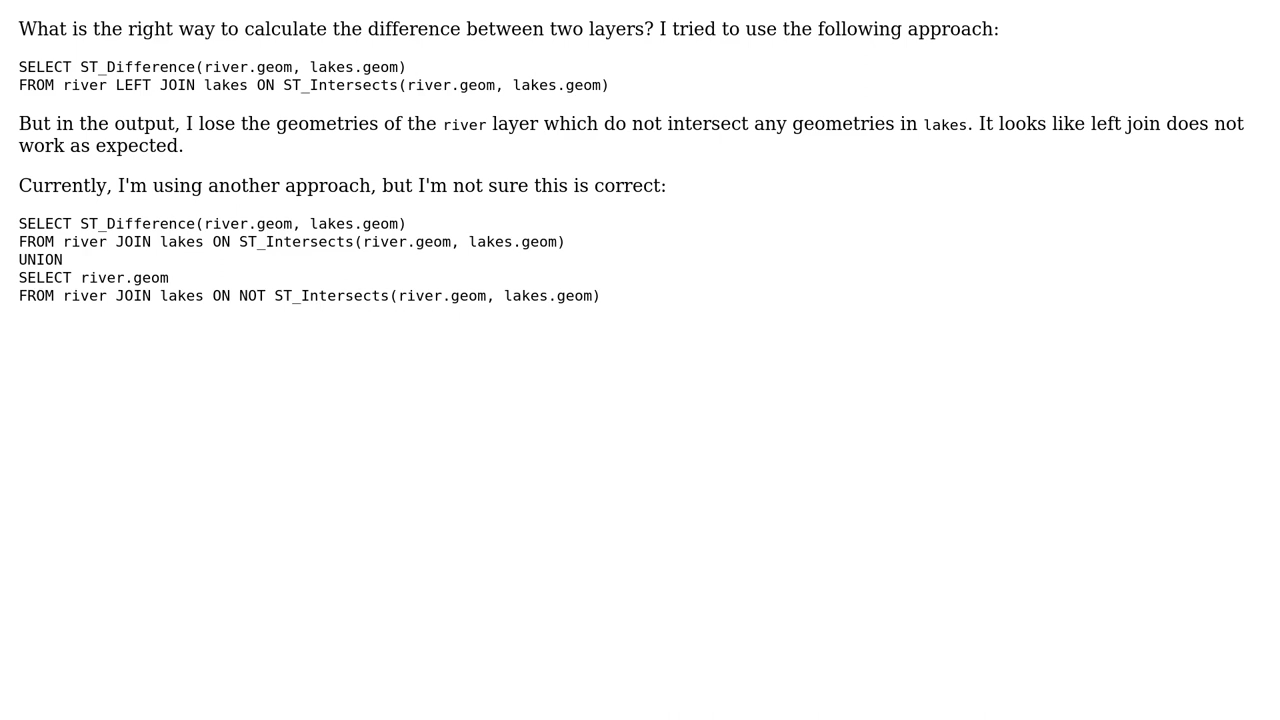 What is the right way to calculate the difference between two layers? I tried to use the following approach:
SELECT ST_Difference(river.geom, lakes.geom)
FROM river LEFT JOIN lakes ON ST_Intersects(river.geom, lakes.geom)
But in the output, I lose the geometries of the river layer which do not intersect any geometries in lakes. It looks like left join does not
work as expected.
Currently, I'm using another approach, but I'm not sure this is correct:
SELECT ST_Difference(river.geom, lakes.geom)
FROM river JOIN lakes ON ST_Intersects(river.geom, lakes.geom)
UNION
SELECT river.geom
FROM river JOIN lakes ON NOT ST_Intersects(river.geom, lakes.geom)